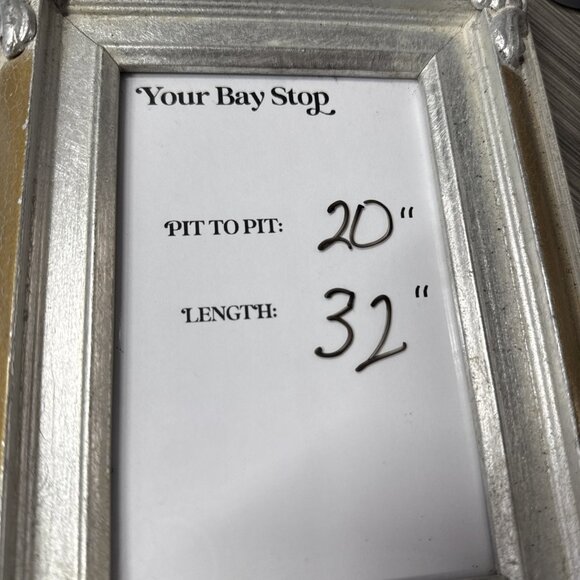 Your Bay Stop
PIT TO PIT: 20"
LENGTH: 32"